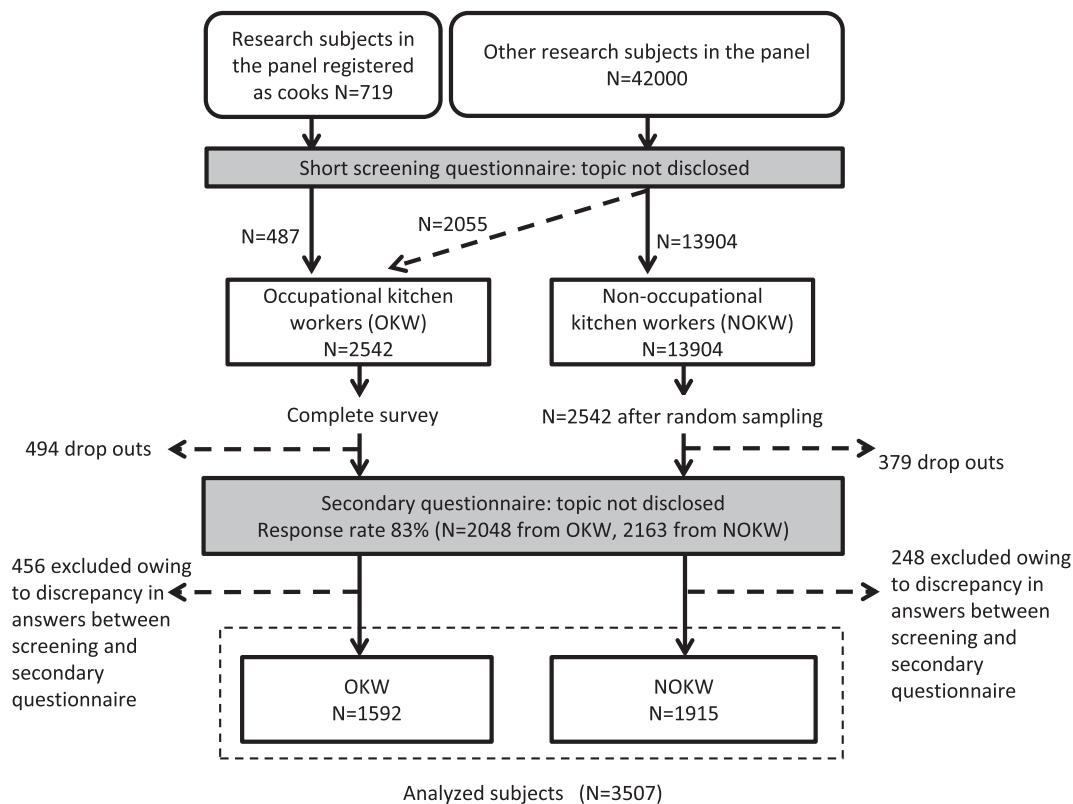 Research subjects in
the panel registered
as cooks N=719
Other research subjects in the panel
N=42000
Short screening questionnaire: topic not disclosed
N=487
N=2055
N=13904
Occupational kitchen
workers (OKW)
N=2542
Non-occupational
kitchen workers (NOKW)
N=13904
Complete survey
N=2542 after random sampling
494 drop outs
379 drop outs
Secondary questionnaire: topic not disclosed
Response rate 83% (N=2048 from OKW, 2163 from NOKW)
456 excluded owing
to discrepancy in
answers between
screening and
secondary
questionnaire
248 excluded owing
to discrepancy in
answers between
screening and
secondary
questionnaire
OKW
N=1592
NOKW
N=1915
Analyzed subjects (N=3507)